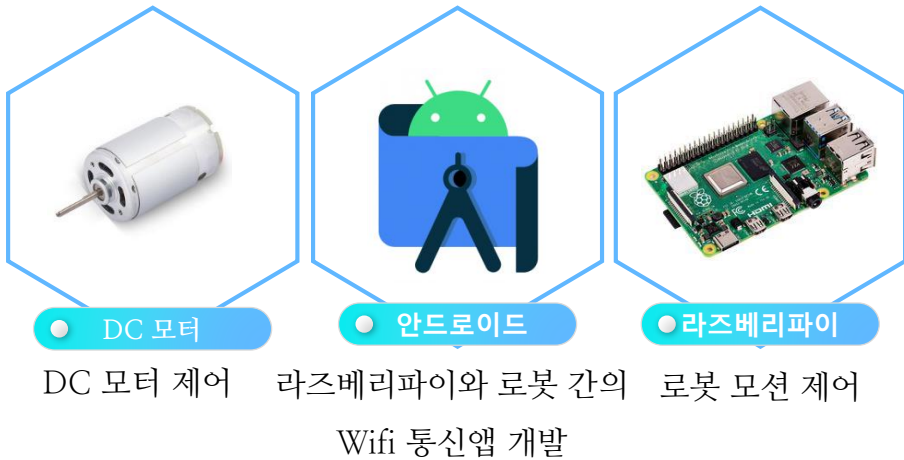 DC 모터
안드로이드
라즈베리파이
DC 모터 제어
라즈베리파이와 로봇 간의
Wifi 통신앱 개발
로봇 모션 제어
HDMI